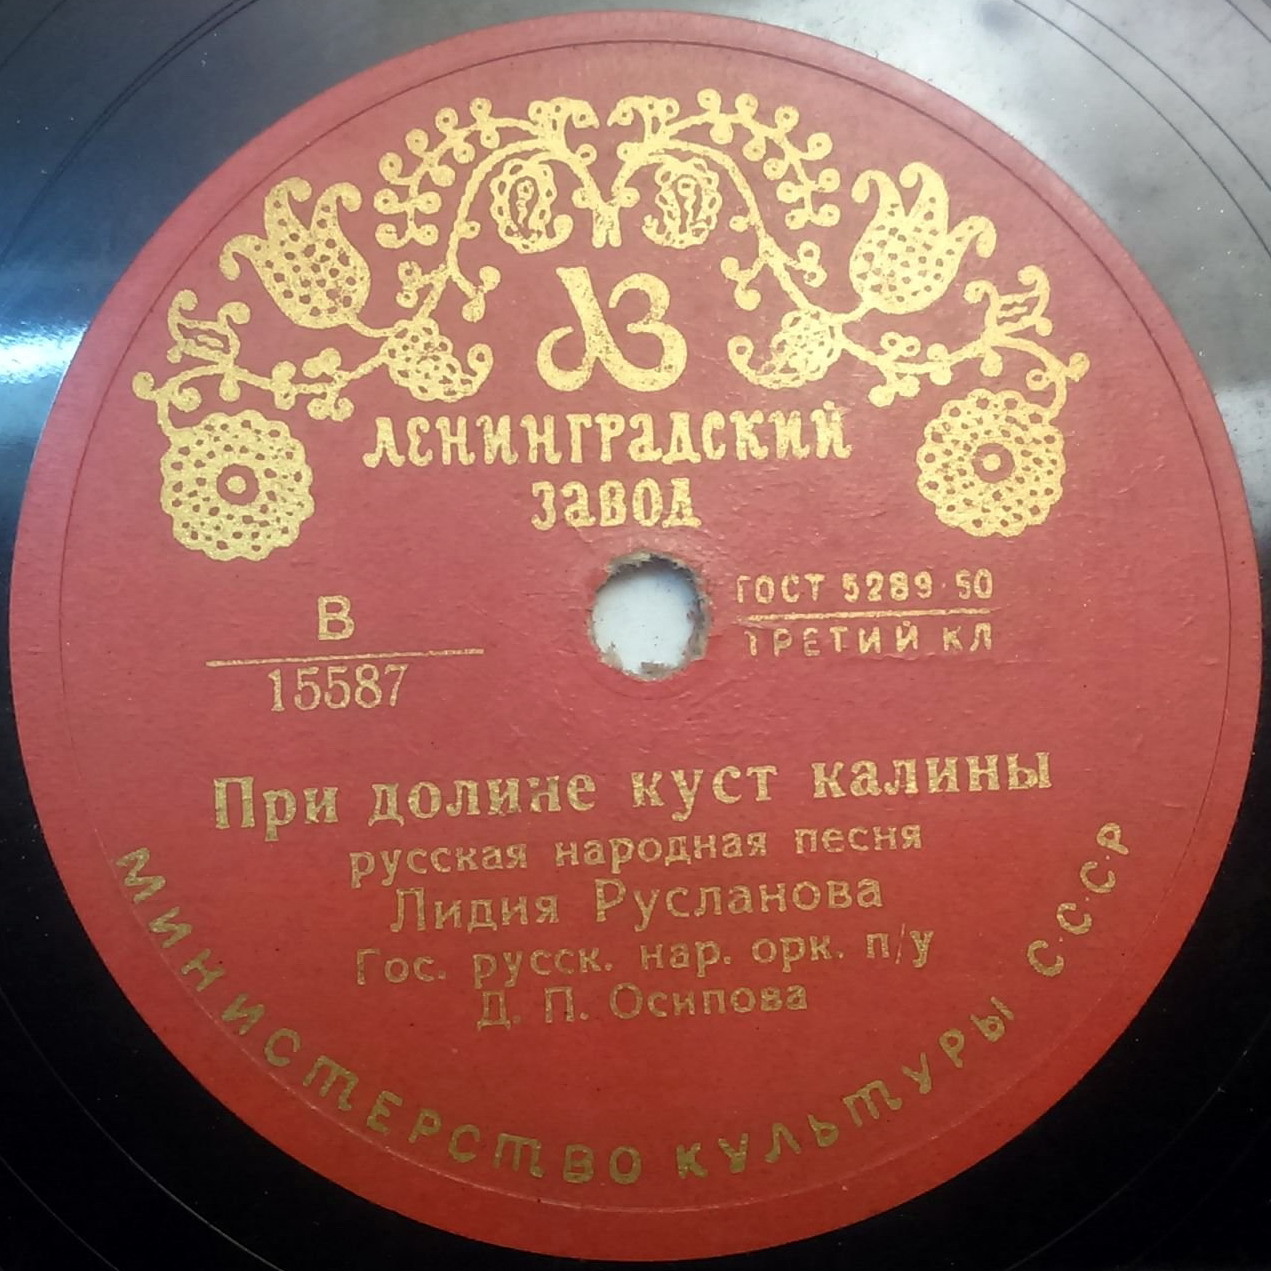 ЛЗ
ЛЕНИНГРАДСКИЙ
ЗАВОД
В
15587
ГОСТ 5289-50
ТРЕТИЙ КЛ
При долине куст калины
русская народная песня
Лидия Русланова
Гос. русск. нар. орк. п/у
Д. П. Осипова
МИНИСТЕРСТВО КУЛЬТУРЫ С.С.С.Р